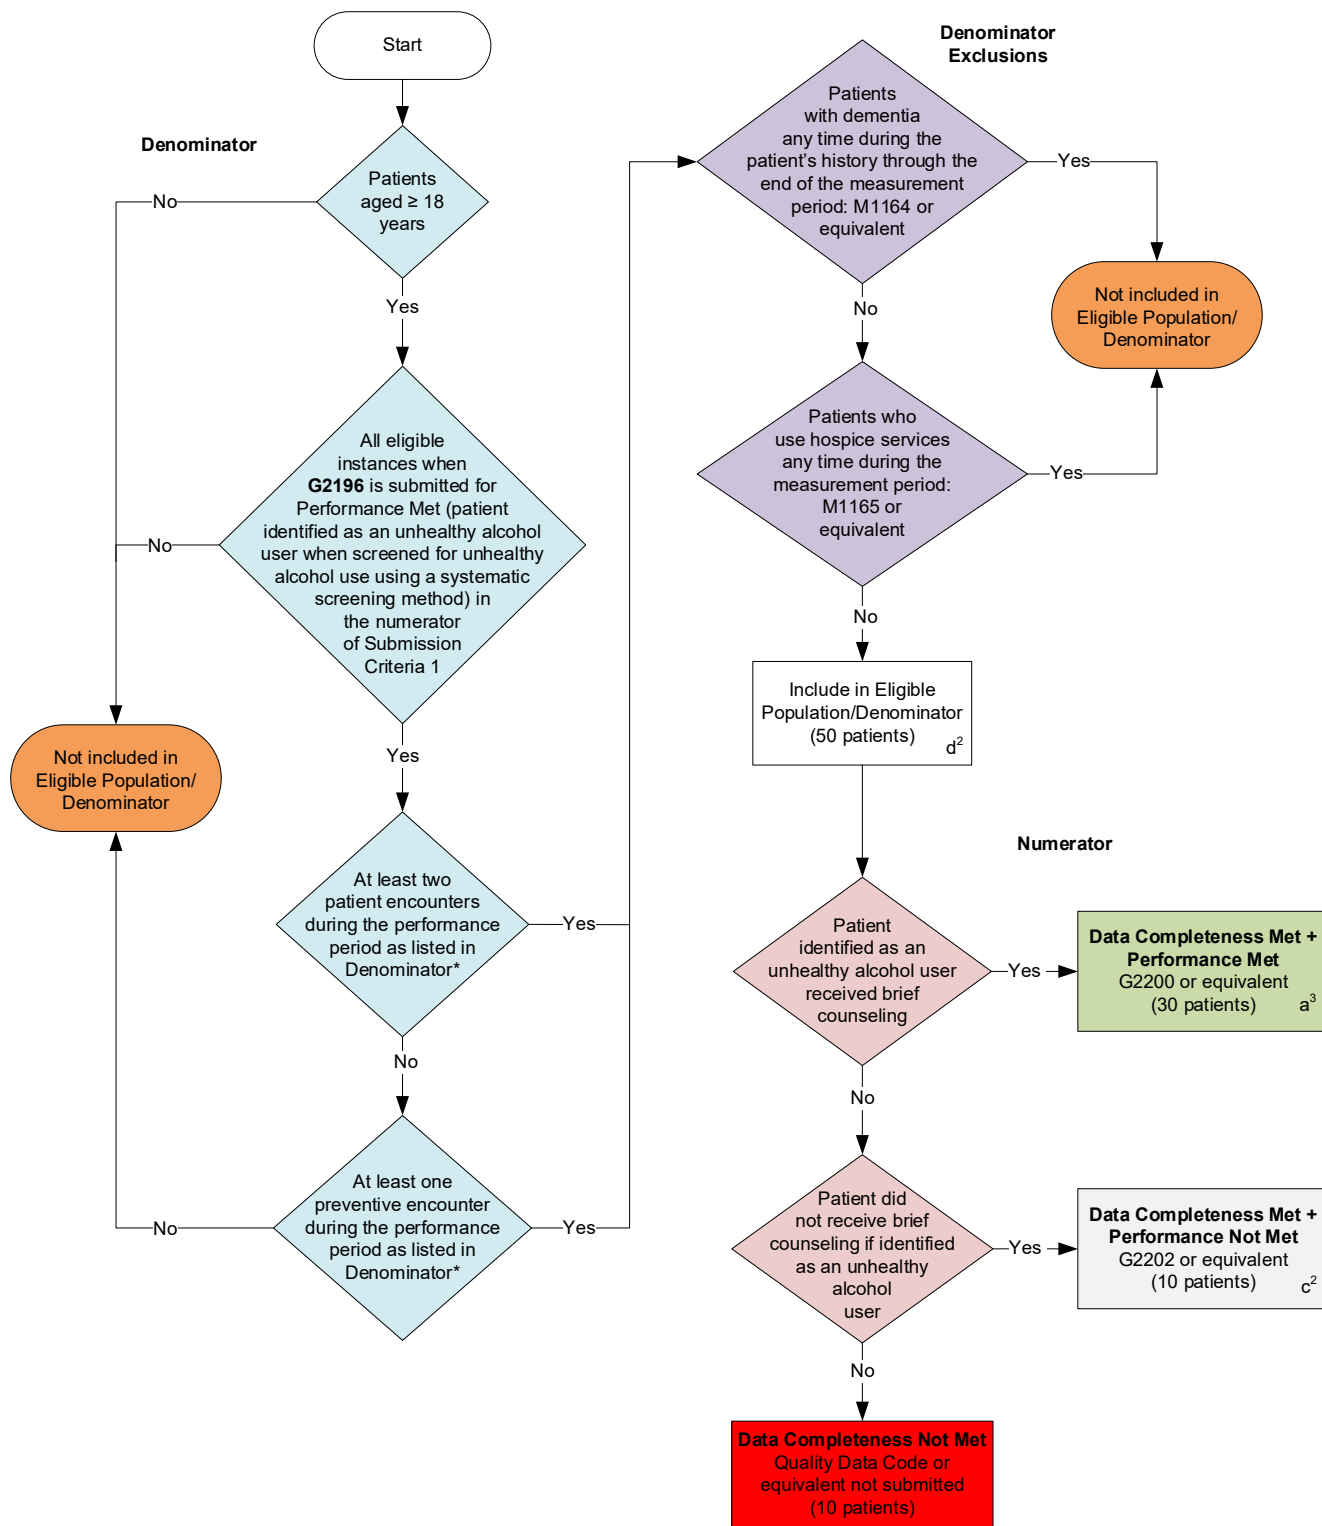 Start
Denominator
Patients
aged ≥ 18
years
No
Yes
All eligible
instances when
G2196 is submitted for
Performance Met (patient
identified as an unhealthy alcohol
user when screened for unhealthy
alcohol use using a systematic
screening method) in
the numerator
of Submission
Criteria 1
No
Yes
Not included in
Eligible Population/
Denominator
At least two
patient encounters
during the performance
period as listed in
Denominator*
Yes
No
At least one
preventive encounter
during the performance
period as listed in
Denominator*
No
Yes
Denominator
Exclusions
Patients
with dementia
any time during the
patient’s history through the
end of the measurement
period: M1164 or
equivalent
Yes
No
Not included in
Eligible Population/
Denominator
Patients who
use hospice services
any time during the
measurement period:
M1165 or
equivalent
Yes
No
Include in Eligible
Population/Denominator
(50 patients)
d²
Numerator
Patient
identified as an
unhealthy alcohol user
received brief
counseling
Yes
Data Completeness Met +
Performance Met
G2200 or equivalent
(30 patients)
a³
No
Patient did
not receive brief
counseling if identified
as an unhealthy
alcohol
user
Yes
Data Completeness Met +
Performance Not Met
G2202 or equivalent
(10 patients)
c²
No
Data Completeness Not Met
Quality Data Code or
equivalent not submitted
(10 patients)